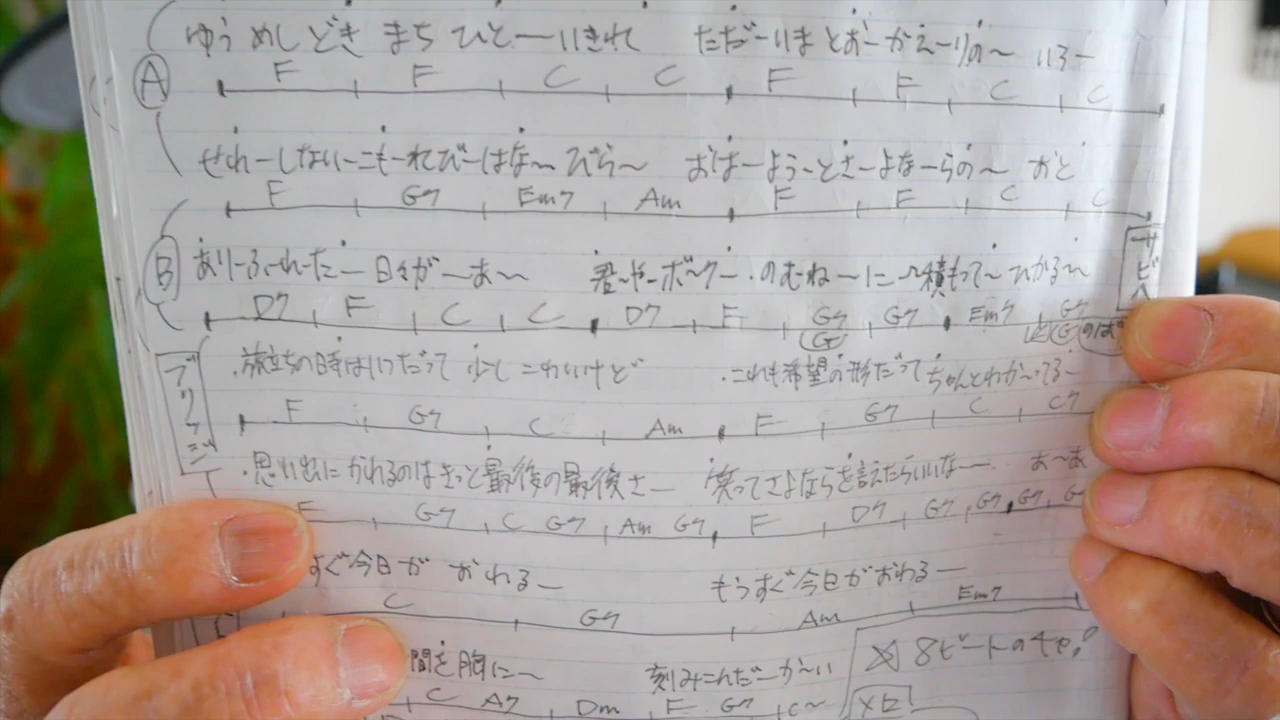 ゆう めし どき まち ひと ー いきれ ただ ー いま と お ー か え ー り の 〜 いろ ー
A F F C C F F C C
せわ ー し ない ー こ も ー れ び ー は な 〜 びら 〜 お は ー よ う ー と さ ー よ な ー ら の 〜 お と
F G7 Em7 Am F F C C
B あ り ー ふ ー れ ー た ー 日々 が ー あ 〜 君 〜 や ー ボ ー ク ー ・ の む ね ー に ー 積もって 〜 ひかる 〜 サビへ
D7 F C C D7 F G7 G7 Em7 G7
G G のばす
ブリッジ ・旅立ちの日時はいつだって 少し こわいけど ・これも希望の形だって ちゃんとわか〜ってる ー
F G7 C Am F G7 C C7
・思い出にかわるのはきっと最後の最後さ ー 笑ってさよならを言えたらいいな ー あ 〜 あ
F G7 C G7 Am G7 F D7 G7 G7 G7
すぐ今日が おわる ー もうすぐ今日がおわる ー
C G7 Am Em7
間を胸に 〜 刻みこんだ ー か 〜 い 8ビートのチャ!
C A7 Dm F G7 C〜 メロ